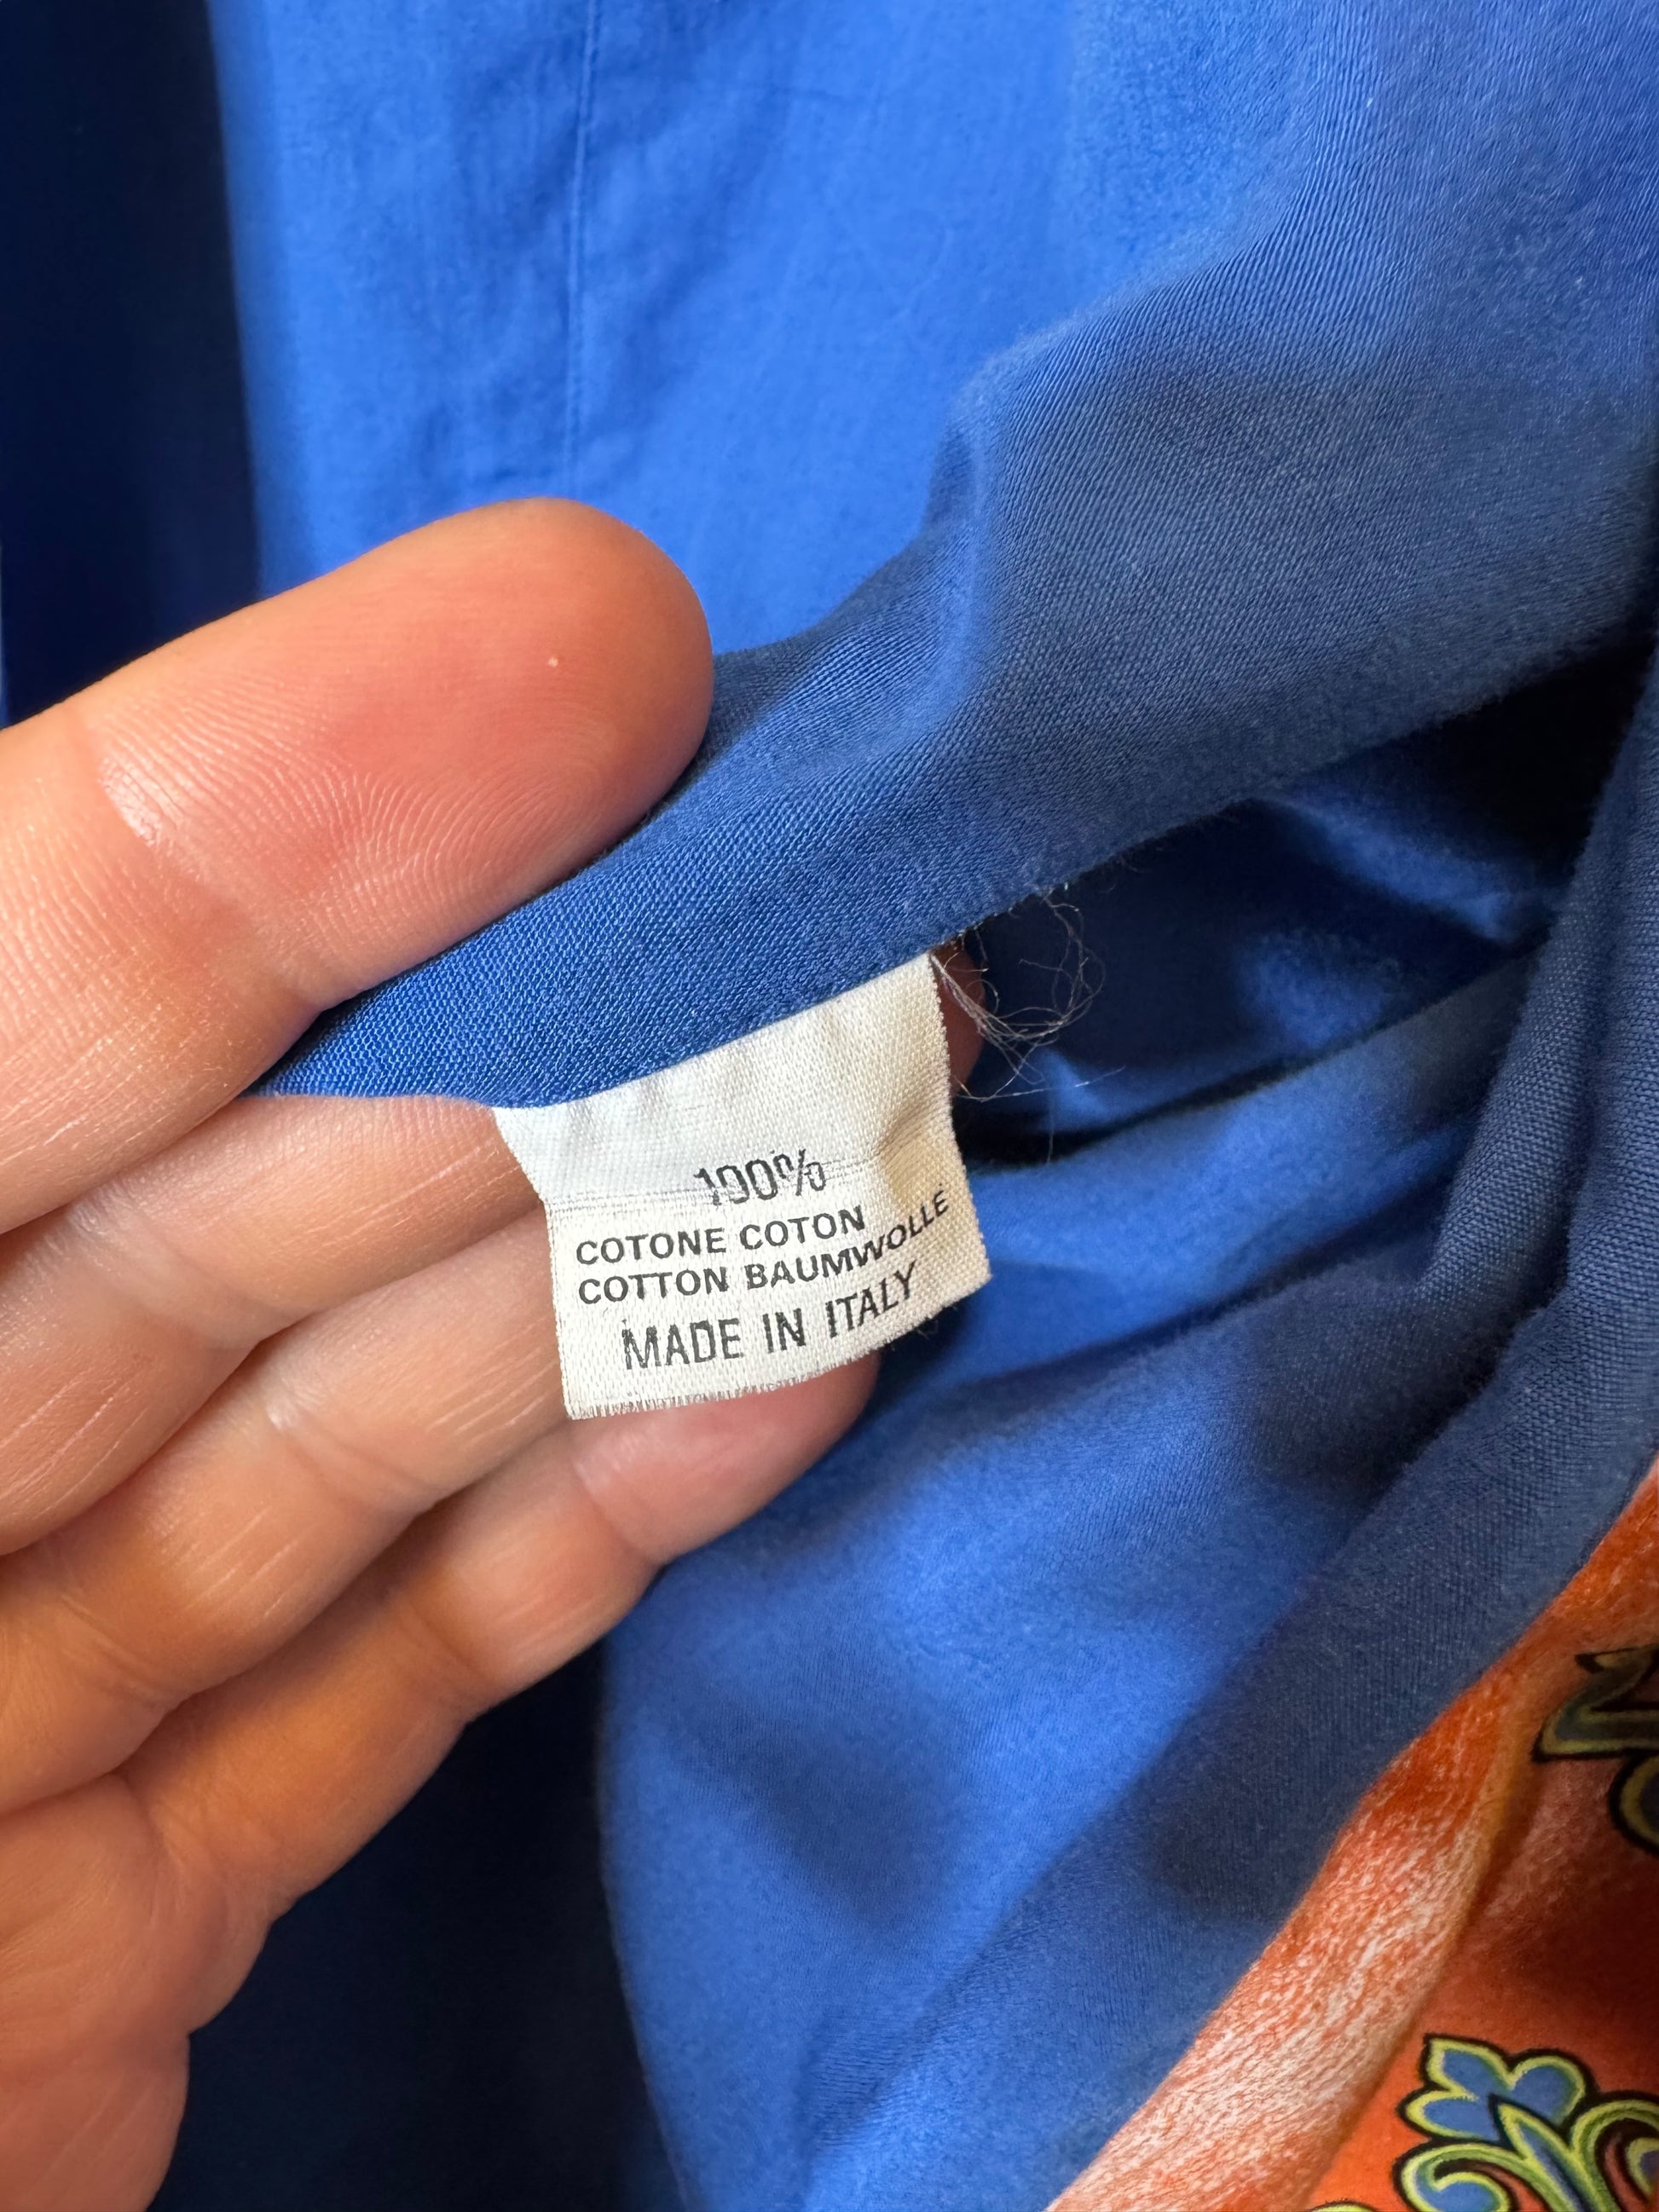 100%
COTONE COTON
COTTON BAUMWOLLE
MADE IN ITALY